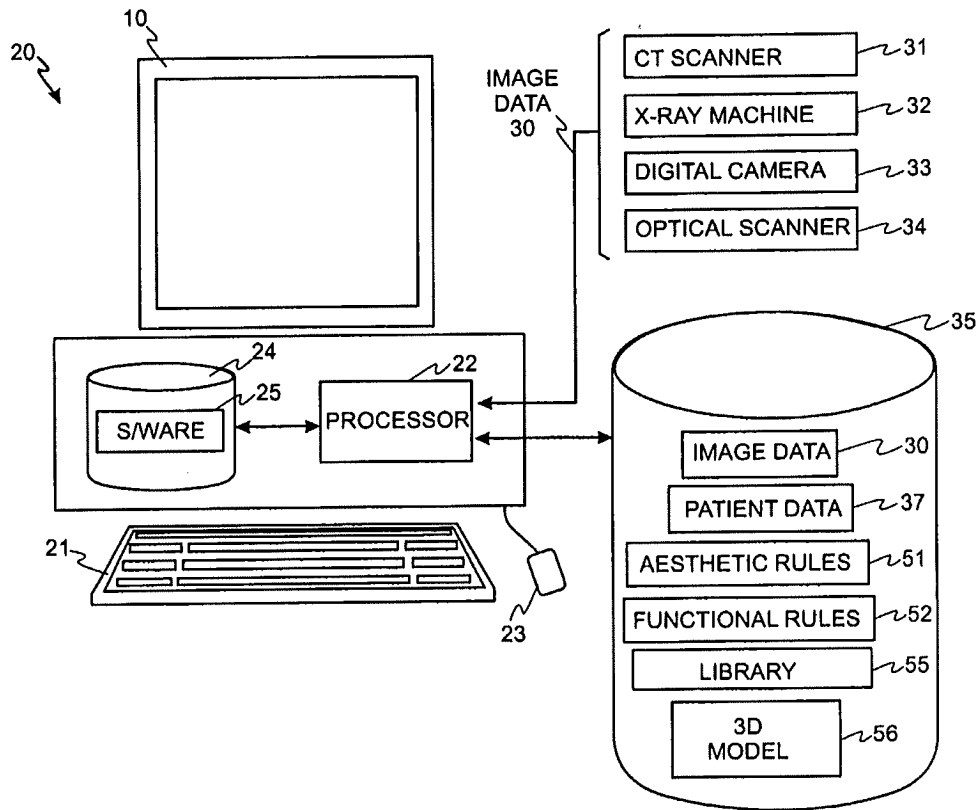 10
20
IMAGE
DATA
30
CT SCANNER
31
X-RAY MACHINE
32
DIGITAL CAMERA
33
OPTICAL SCANNER
34
35
24
25
S/WARE
22
PROCESSOR
IMAGE DATA
30
PATIENT DATA
37
AESTHETIC RULES
51
FUNCTIONAL RULES
52
LIBRARY
55
3D
MODEL
56
21
23